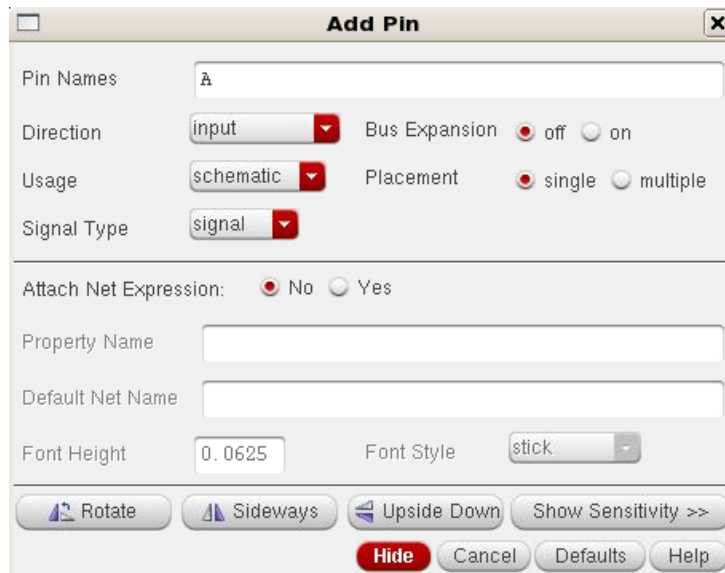 Add Pin
Pin Names A
Direction input Bus Expansion off on
Usage schematic Placement single multiple
Signal Type signal
Attach Net Expression: No Yes
Property Name
Default Net Name
Font Height 0.0625 Font Style stick
Rotate Sideways Upside Down Show Sensitivity >>
Hide Cancel Defaults Help